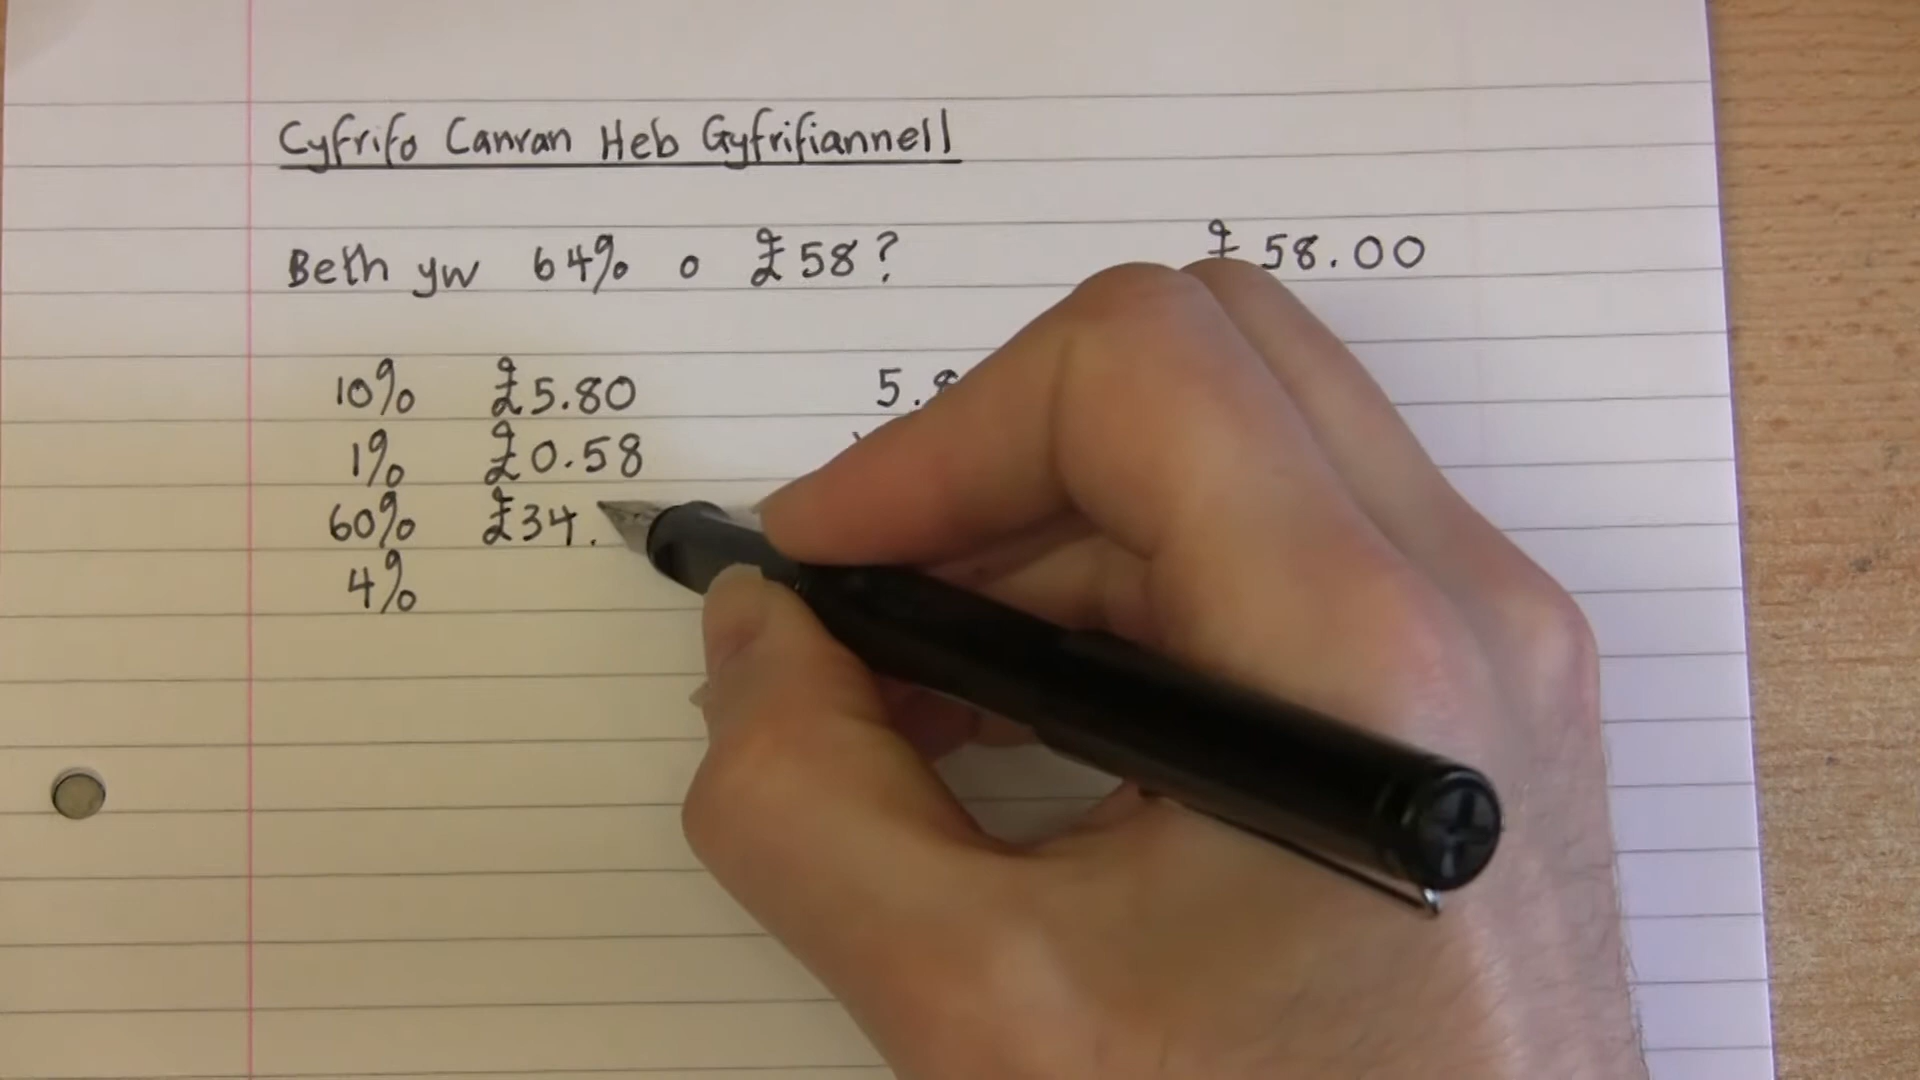 Cyfrifo Canran Heb Gyfrifiannell
Beth yw 64% o £58? £58.00
10% £5.80 5.8
1% £0.58
60% £34.
4%